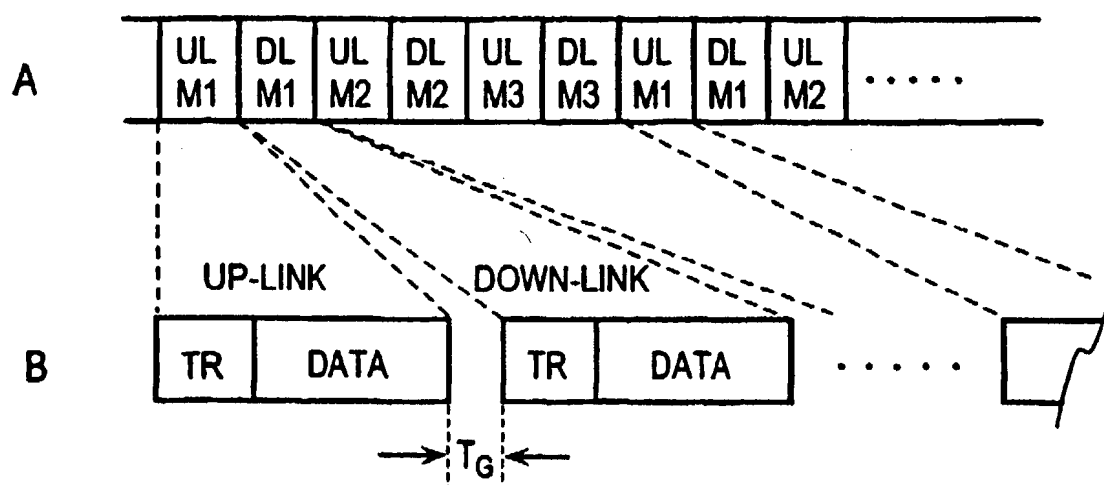 A
UL M1
DL M1
UL M2
DL M2
UL M3
DL M3
UL M1
DL M1
UL M2
.....
UP-LINK
DOWN-LINK
B
TR
DATA
TR
DATA
.....
TG